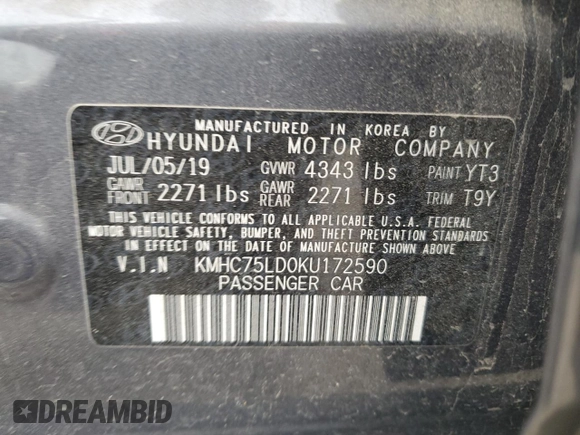 MANUFACTURED IN KOREA BY
HYUNDAI MOTOR COMPANY
JUL/05/19 GVWR 4343 lbs PAINT YT3
GAWR FRONT 2271 lbs GAWR REAR 2271 lbs TRIM T9Y
THIS VEHICLE CONFORMS TO ALL APPLICABLE U.S.A. FEDERAL
MOTOR VEHICLE SAFETY, BUMPER, AND THEFT PREVENTION STANDARDS
IN EFFECT ON THE DATE OF MANUFACTURE SHOWN ABOVE
V.I.N KMHC75LD0KU172590
PASSENGER CAR
DREAMBID